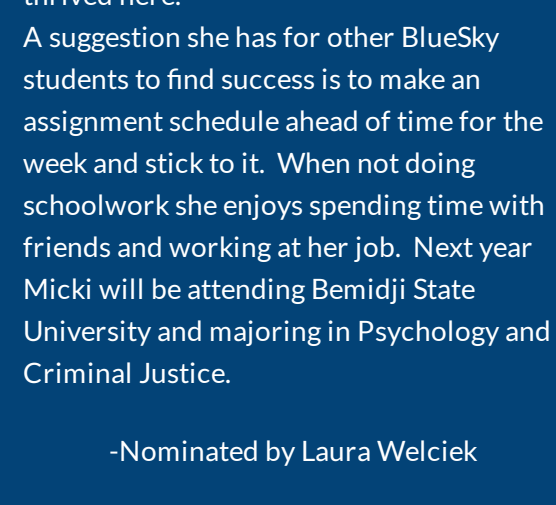 thrived here.
A suggestion she has for other BlueSky
students to find success is to make an
assignment schedule ahead of time for the
week and stick to it.  When not doing
schoolwork she enjoys spending time with
friends and working at her job.  Next year
Micki will be attending Bemidji State
University and majoring in Psychology and
Criminal Justice.
-Nominated by Laura Welciek